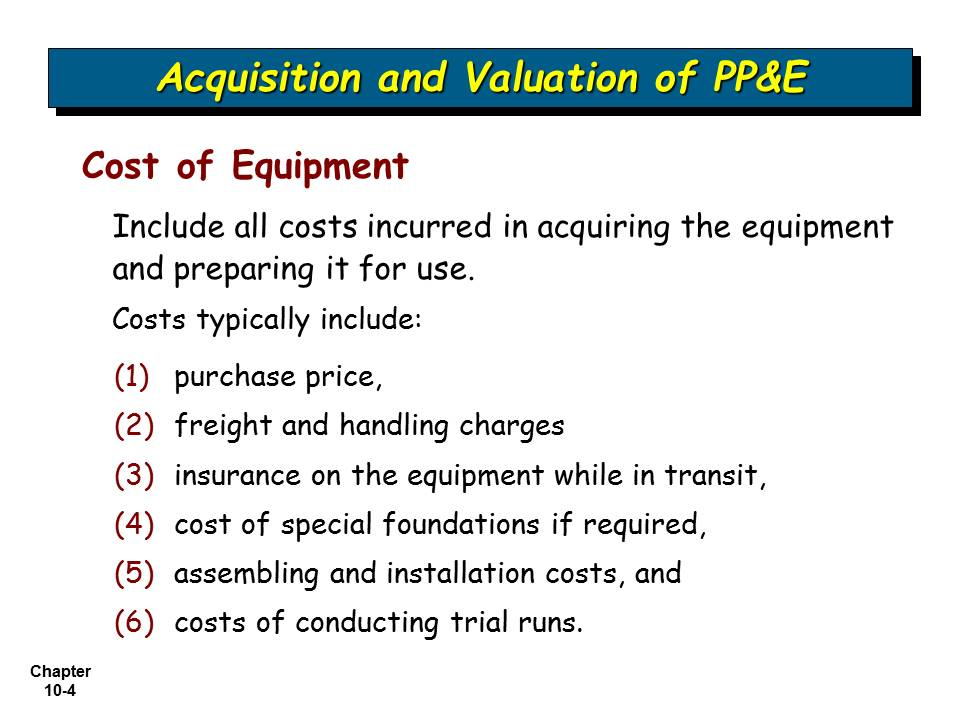 Acquisition and Valuation of PP&E
Cost of Equipment
Include all costs incurred in acquiring the equipment
and preparing it for use.
Costs typically include:
(1) purchase price,
(2) freight and handling charges
(3) insurance on the equipment while in transit,
(4) cost of special foundations if required,
(5) assembling and installation costs, and
(6) costs of conducting trial runs.
Chapter
10-4